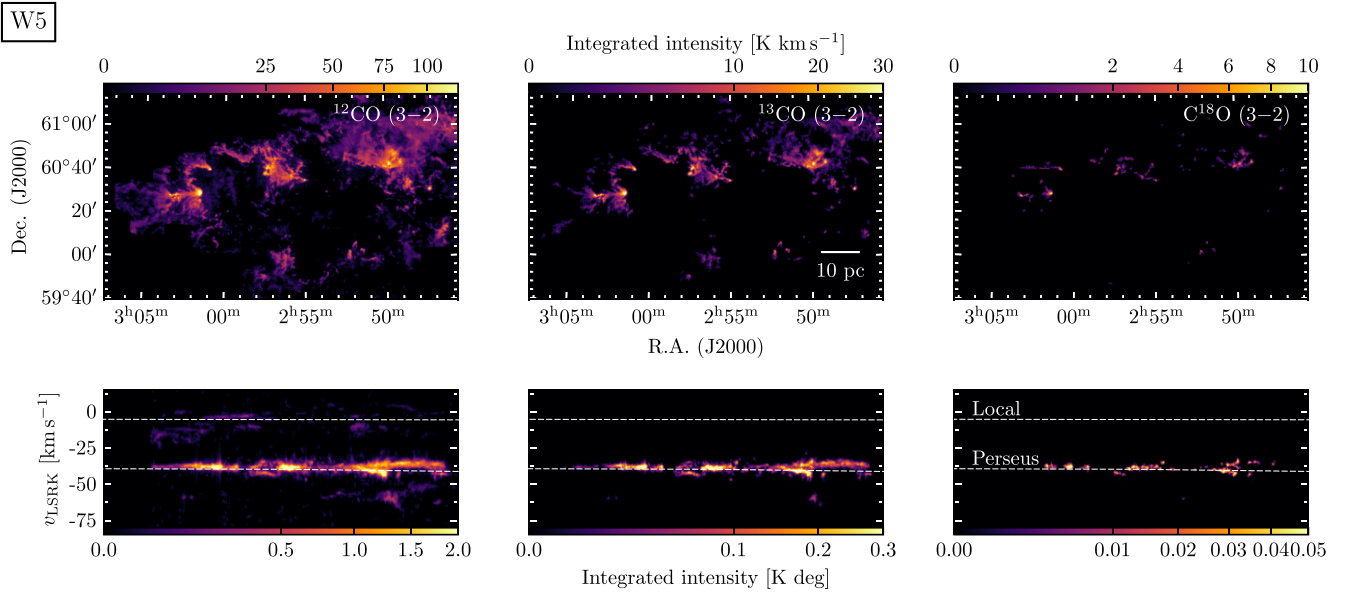 W5
Integrated intensity [K km s⁻¹]
0 25 50 75 100
0 10 20 30
0 2 4 6 8 10
¹²CO (3−2)
¹³CO (3−2)
C¹⁸O (3−2)
Dec. (J2000)
61°00′
60°40′
20′
00′
59°40′
10 pc
3ʰ05ᵐ 00ᵐ 2ʰ55ᵐ 50ᵐ
3ʰ05ᵐ 00ᵐ 2ʰ55ᵐ 50ᵐ
3ʰ05ᵐ 00ᵐ 2ʰ55ᵐ 50ᵐ
R.A. (J2000)
v_LSRK [km s⁻¹]
0
-25
-50
-75
Local
Perseus
0.0 0.5 1.0 1.5 2.0
0.0 0.1 0.2 0.3
0.00 0.01 0.02 0.03 0.04 0.05
Integrated intensity [K deg]